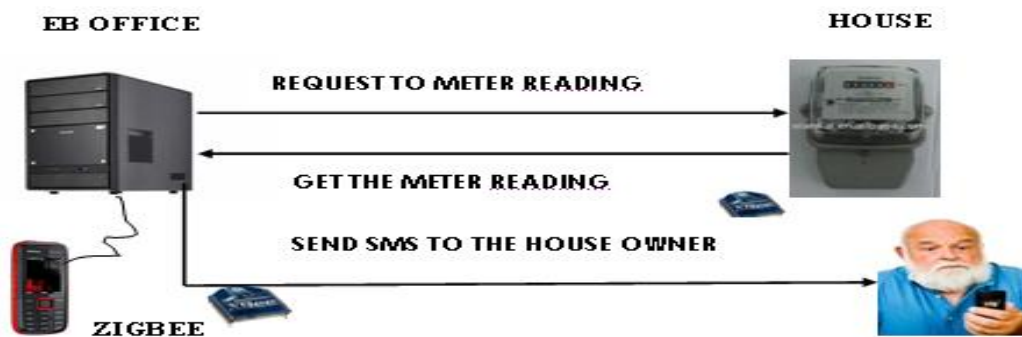 EB OFFICE
HOUSE
REQUEST TO METER READING
GET THE METER READING
SEND SMS TO THE HOUSE OWNER
ZIGBEE